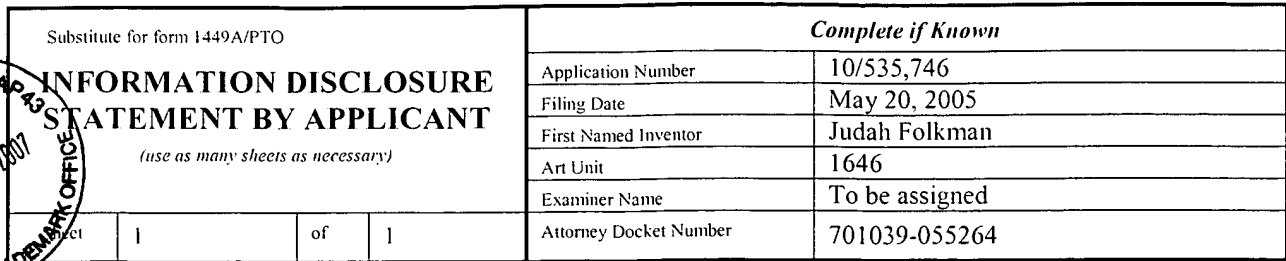 Substitute for form 1449A/PTO
INFORMATION DISCLOSURE
STATEMENT BY APPLICANT
(use as many sheets as necessary)
of 1
1
Complete if Known
Application Number 10/535,746
Filing Date May 20, 2005
First Named Inventor Judah Folkman
Art Unit 1646
Examiner Name To be assigned
Attorney Docket Number 701039-055264
OFFICE